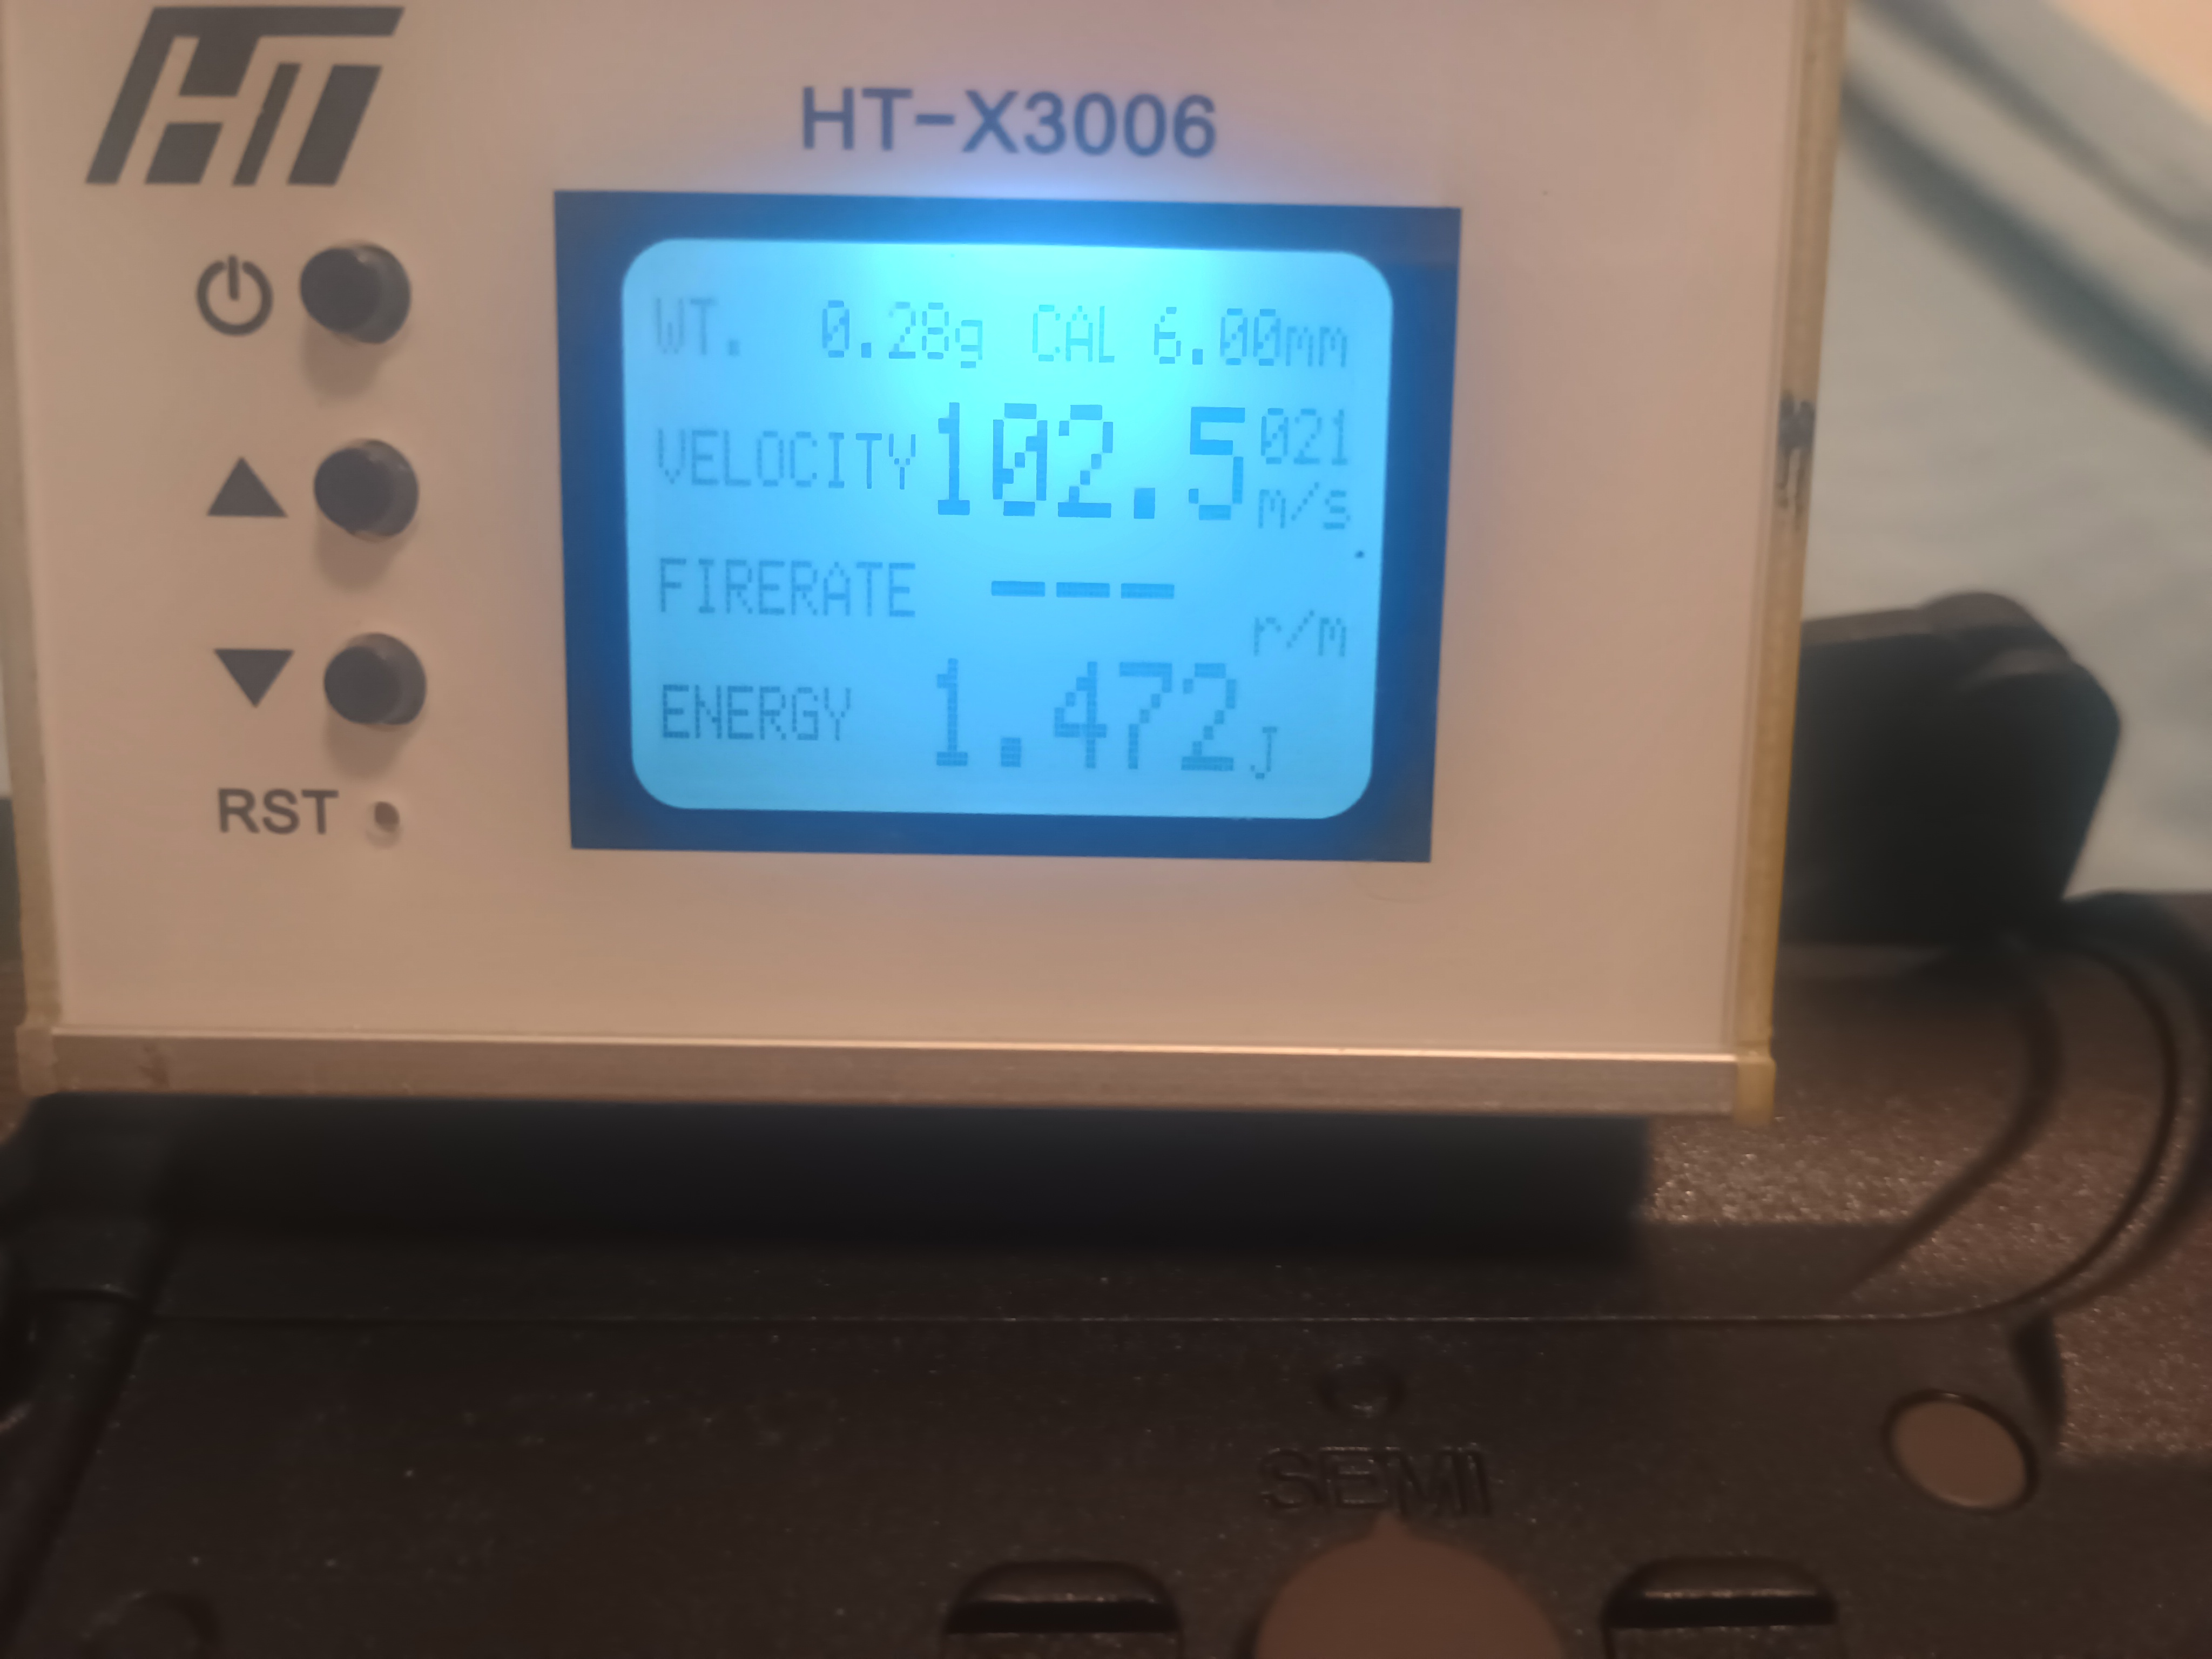 HT
HT-X3006
WT. 0.28g CAL 6.00mm
VELOCITY 102.5 021 m/s
FIRERATE --- r/m
ENERGY 1.472 J
RST
SEMI